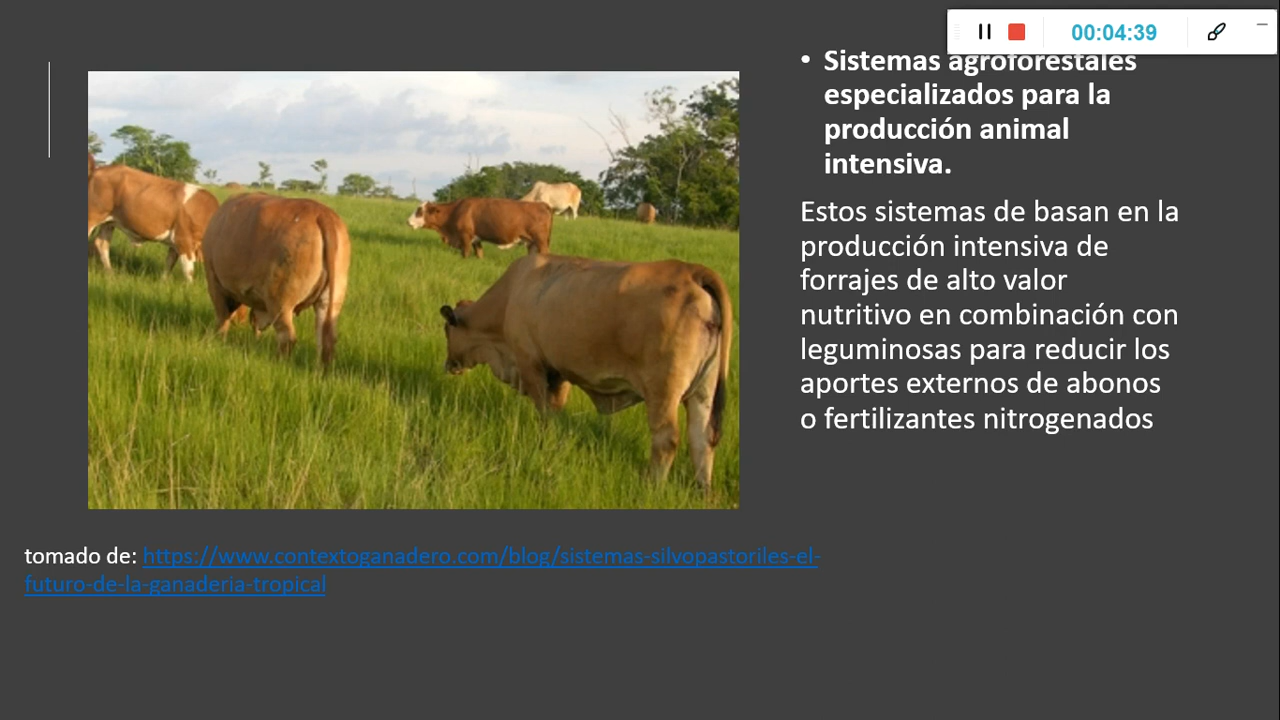 00:04:39
• Sistemas agroforestales
especializados para la
producción animal
intensiva.
Estos sistemas de basan en la
producción intensiva de
forrajes de alto valor
nutritivo en combinación con
leguminosas para reducir los
aportes externos de abonos
o fertilizantes nitrogenados
tomado de: https://www.contextoganadero.com/blog/sistemas-silvopastoriles-el-
futuro-de-la-ganaderia-tropical